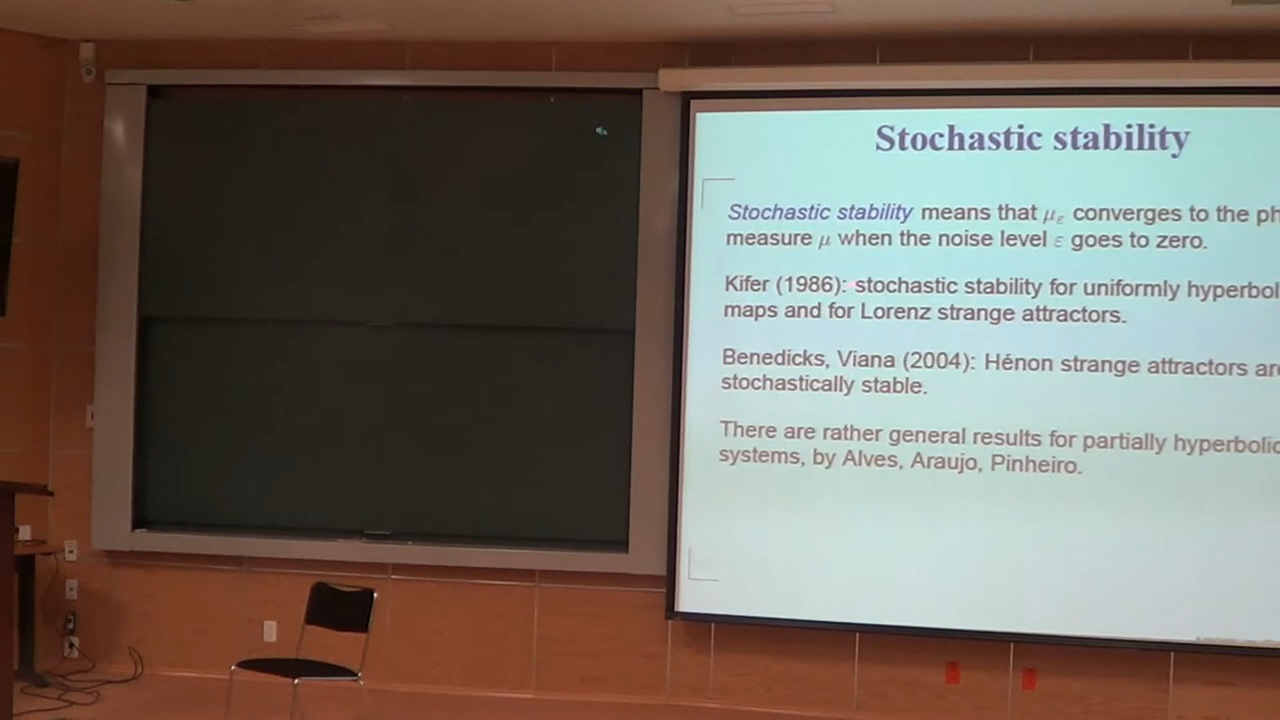 Stochastic stability
Stochastic stability means that μ_ε converges to the
measure μ when the noise level ε goes to zero.
Kifer (1986): stochastic stability for uniformly
maps and for Lorenz strange attractors.
Benedicks, Viana (2004): Hénon strange attractors are
stochastically stable.
There are rather general results for partially hyperbolic
systems, by Alves, Araujo, Pinheiro.